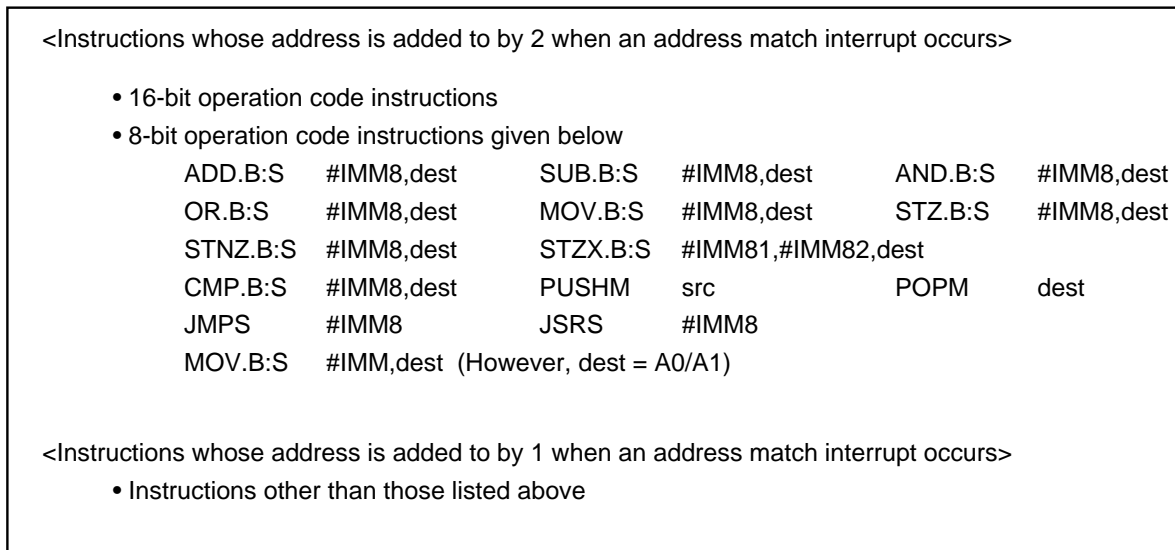 <Instructions whose address is added to by 2 when an address match interrupt occurs>
• 16-bit operation code instructions
• 8-bit operation code instructions given below
ADD.B:S #IMM8,dest SUB.B:S #IMM8,dest AND.B:S #IMM8,dest
OR.B:S #IMM8,dest MOV.B:S #IMM8,dest STZ.B:S #IMM8,dest
STNZ.B:S #IMM8,dest STZX.B:S #IMM81,#IMM82,dest
CMP.B:S #IMM8,dest PUSHM src POPM dest
JMPS #IMM8 JSRS #IMM8
MOV.B:S #IMM,dest (However, dest = A0/A1)
<Instructions whose address is added to by 1 when an address match interrupt occurs>
• Instructions other than those listed above